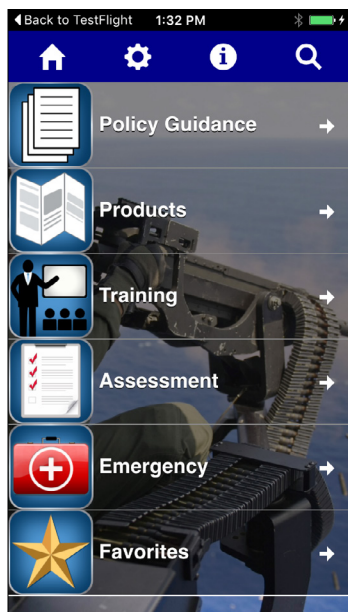 Back to TestFlight 1:32 PM
Policy Guidance
Products
Training
Assessment
Emergency
Favorites